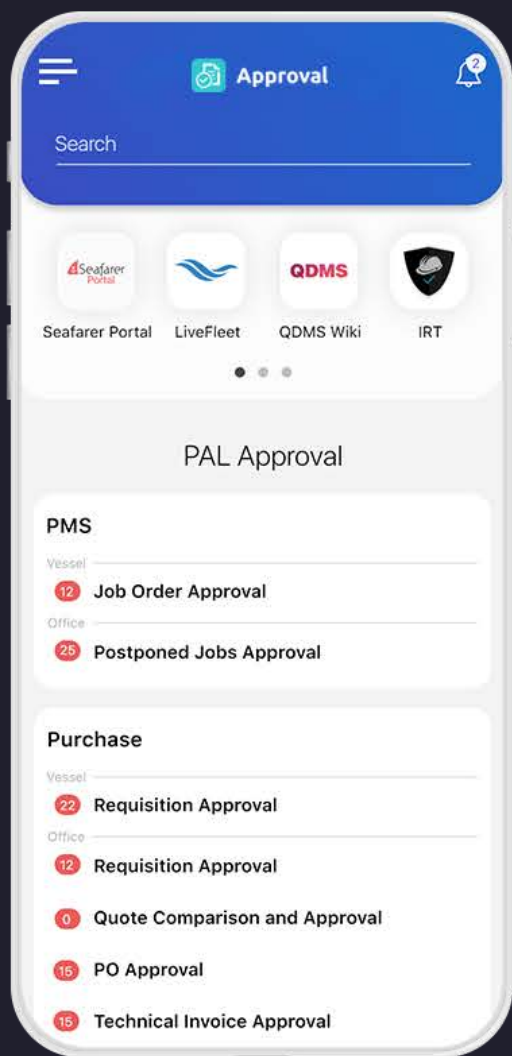 2
Approval
Search
Seafarer
Portal
QDMS
Seafarer Portal LiveFleet QDMS Wiki IRT
PAL Approval
PMS
Vessel
12 Job Order Approval
Office
25 Postponed Jobs Approval
Purchase
Vessel
22 Requisition Approval
Office
12 Requisition Approval
0 Quote Comparison and Approval
15 PO Approval
15 Technical Invoice Approval